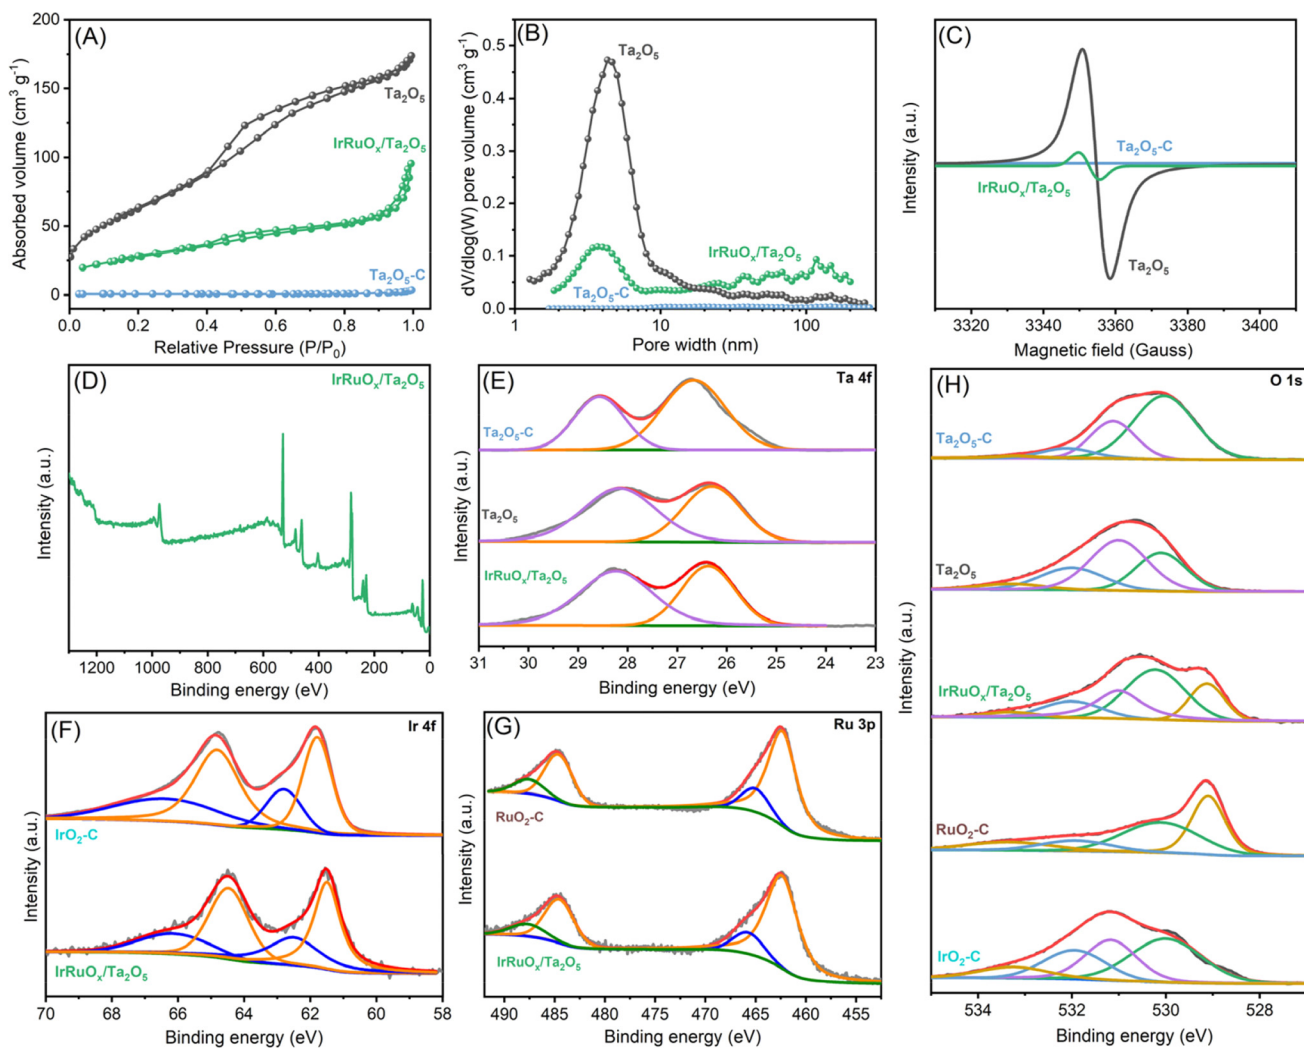 (A)
Ta₂O₅
IrRuOₓ/Ta₂O₅
Ta₂O₅-C
200
150
100
50
0
0.0 0.2 0.4 0.6 0.8 1.0
Absorbed volume (cm³ g⁻¹)
Relative Pressure (P/P₀)
(B)
Ta₂O₅
IrRuOₓ/Ta₂O₅
Ta₂O₅-C
0.5
0.4
0.3
0.2
0.1
0.0
1 10 100
dV/dlog(W) pore volume (cm³ g⁻¹)
Pore width (nm)
(C)
Ta₂O₅-C
IrRuOₓ/Ta₂O₅
Ta₂O₅
3320 3340 3360 3380 3400
Intensity (a.u.)
Magnetic field (Gauss)
(D)
IrRuOₓ/Ta₂O₅
1200 1000 800 600 400 200 0
Intensity (a.u.)
Binding energy (eV)
(E)
Ta 4f
Ta₂O₅-C
Ta₂O₅
IrRuOₓ/Ta₂O₅
31 30 29 28 27 26 25 24 23
Intensity (a.u.)
Binding energy (eV)
(F)
Ir 4f
IrO₂-C
IrRuOₓ/Ta₂O₅
70 68 66 64 62 60 58
Intensity (a.u.)
Binding energy (eV)
(G)
Ru 3p
RuO₂-C
IrRuOₓ/Ta₂O₅
490 485 480 475 470 465 460 455
Intensity (a.u.)
Binding energy (eV)
(H)
O 1s
Ta₂O₅-C
Ta₂O₅
IrRuOₓ/Ta₂O₅
RuO₂-C
IrO₂-C
534 532 530 528
Intensity (a.u.)
Binding energy (eV)